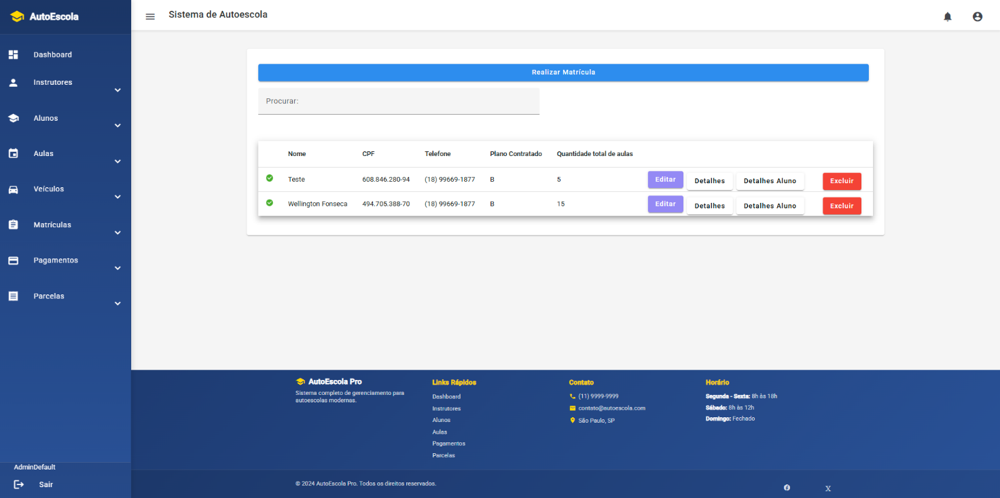 AutoEscola
Sistema de Autoescola
Dashboard
Instrutores
Alunos
Aulas
Veículos
Matrículas
Pagamentos
Parcelas
AdminDefault
Sair
Realizar Matrícula
Procurar:
Nome CPF Telefone Plano Contratado Quantidade total de aulas
Teste 608.846.280-94 (18) 99669-1877 B 5 Editar Detalhes Detalhes Aluno Excluir
Wellington Fonseca 494.705.388-70 (18) 99669-1877 B 15 Editar Detalhes Detalhes Aluno Excluir
AutoEscola Pro
Sistema completo de gerenciamento para
autoescolas modernas.
Links Rápidos
Dashboard
Instrutores
Alunos
Aulas
Pagamentos
Parcelas
Contato
(11) 9999-9999
contato@autoescola.com
São Paulo, SP
Horário
Segunda - Sexta: 8h às 18h
Sábado: 8h às 12h
Domingo: Fechado
© 2024 AutoEscola Pro. Todos os direitos reservados.
X